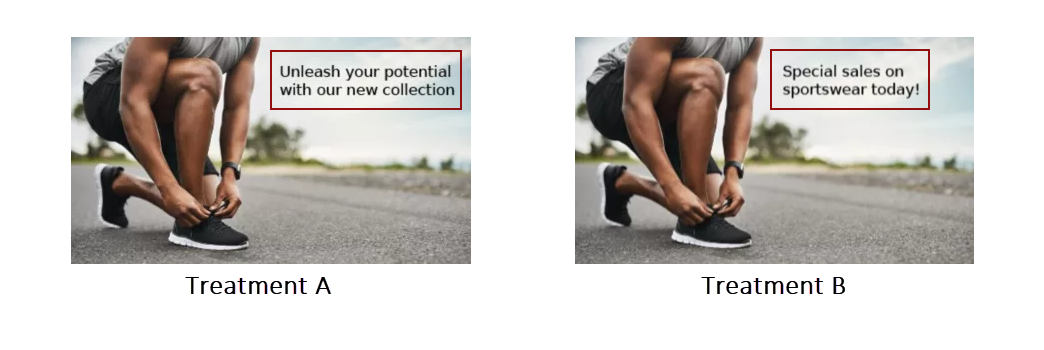 Unleash your potential
with our new collection
Special sales on
sportswear today!
Treatment A
Treatment B